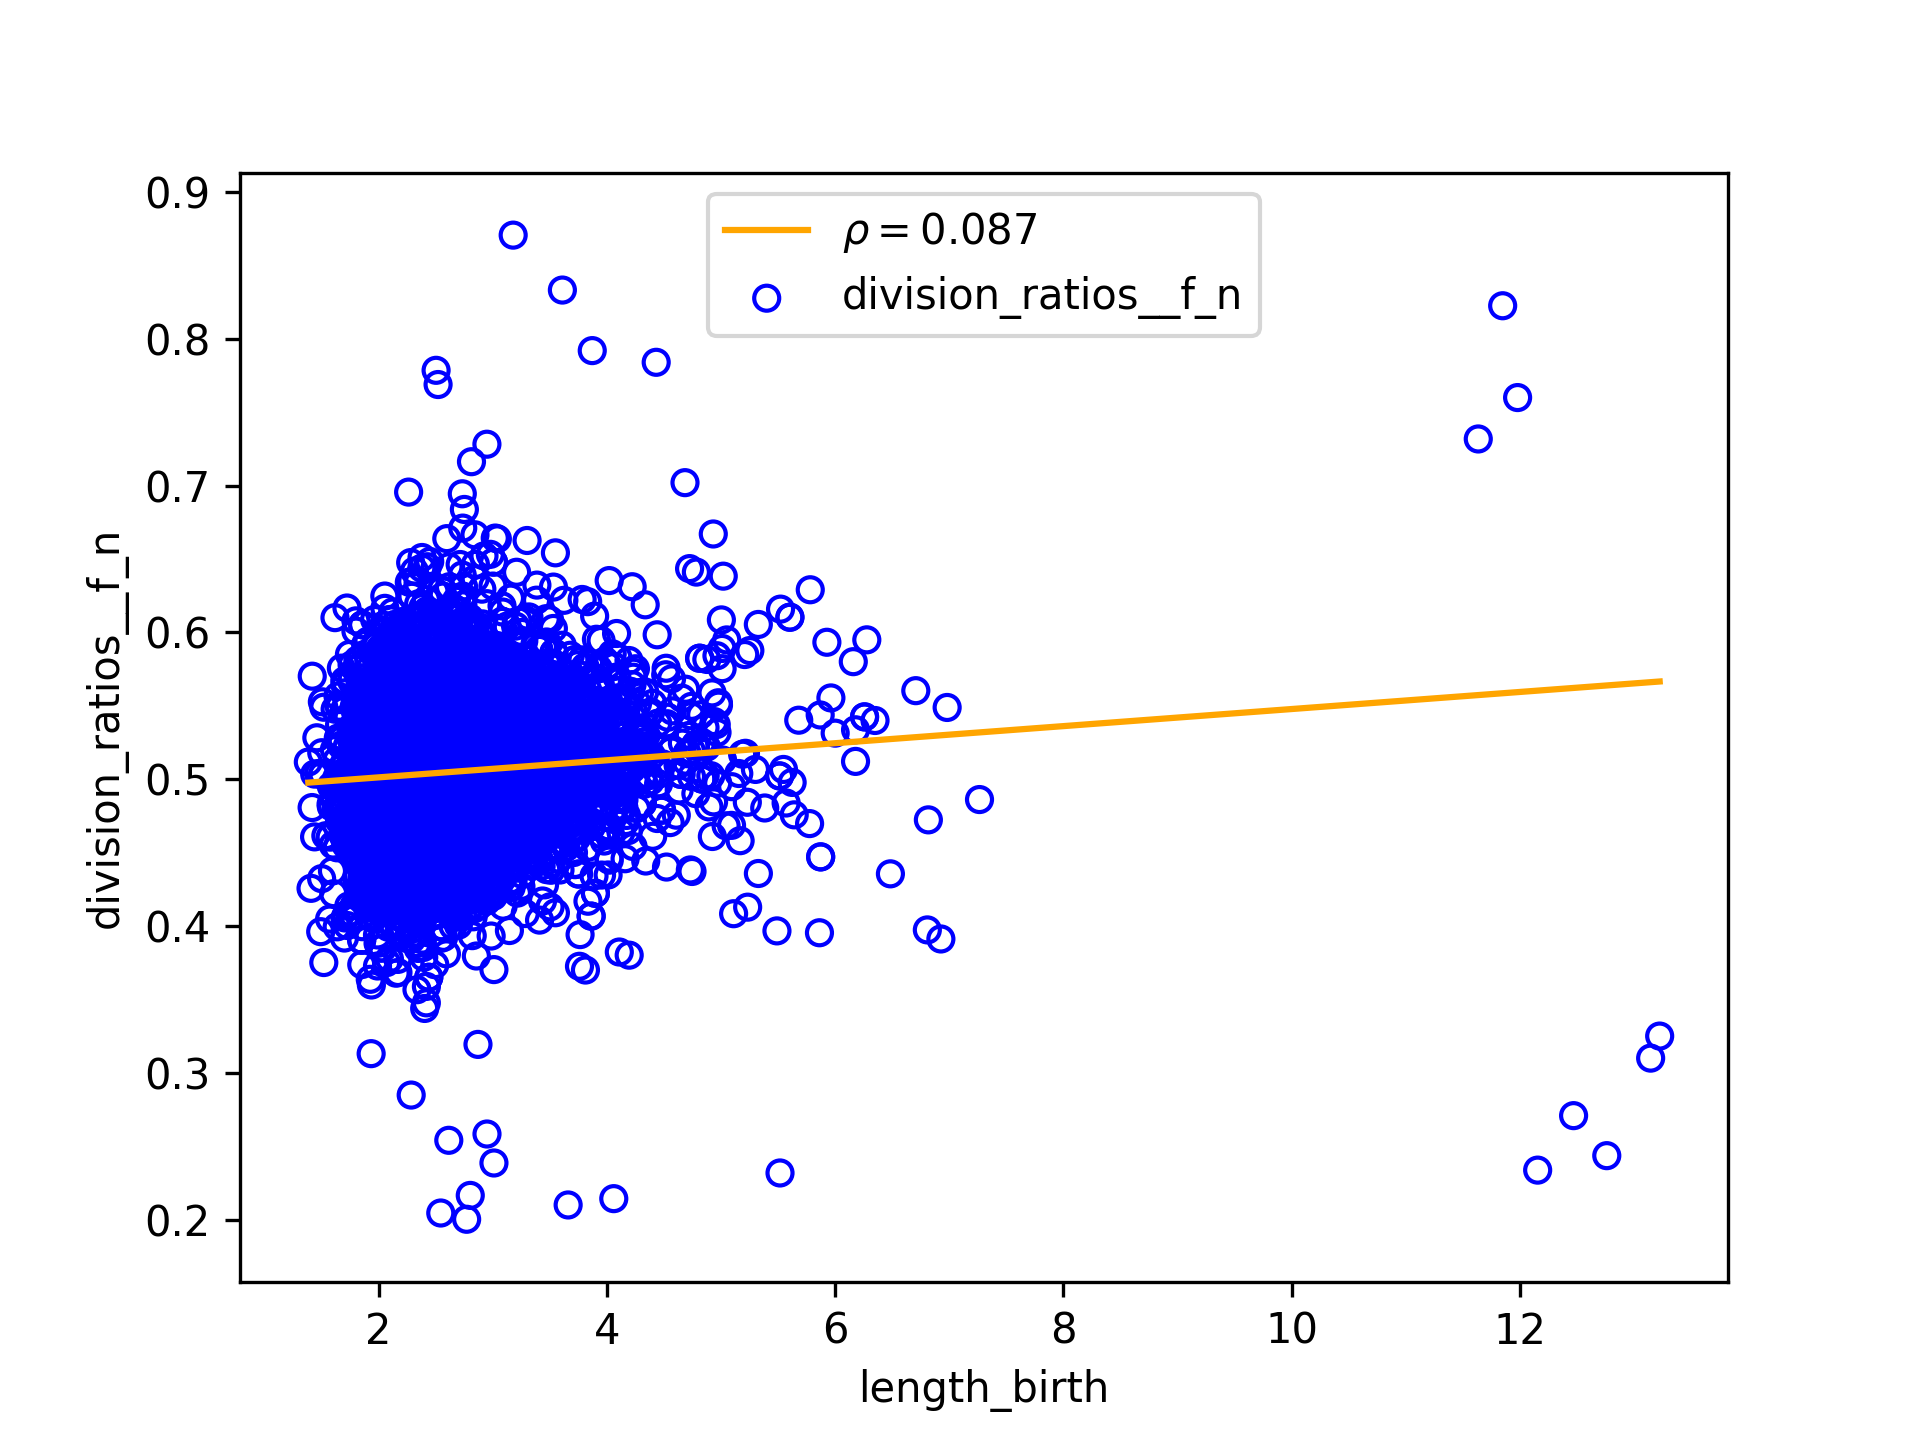 ρ = 0.087
division_ratios__f_n
0.9
0.8
0.7
0.6
0.5
0.4
0.3
0.2
division_ratios__f_n
2 4 6 8 10 12
length_birth